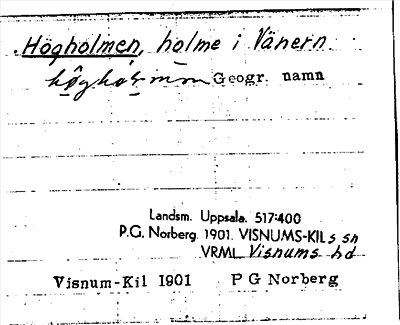 Högholmen, holme i Vänern.
Geogr. namn
Landsm. Uppsala. 517:400
P.G. Norberg. 1901. VISNUMS-KILs sn
VRML. Visnums hd
Visnum-Kil 1901 P G Norberg